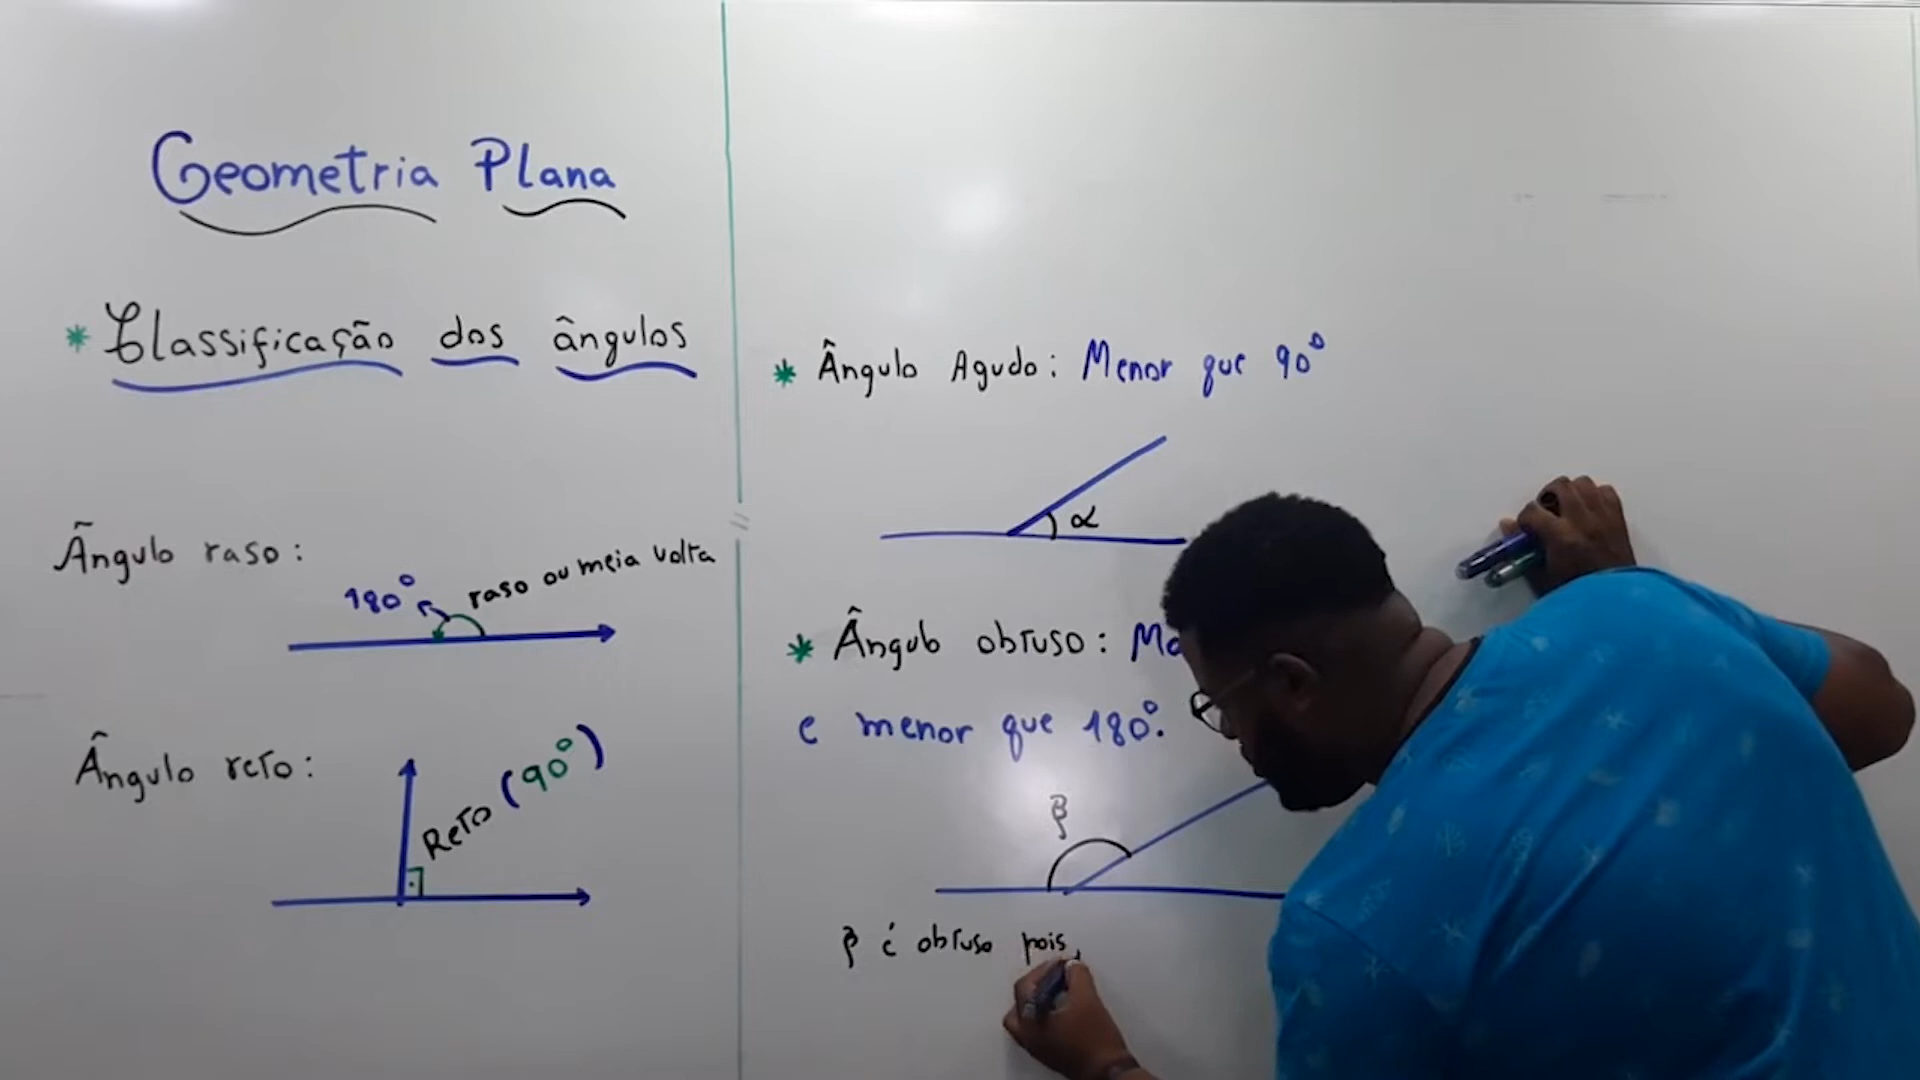 Geometria Plana
* Classificação dos ângulos
Ângulo raso:
180° raso ou meia volta
Ângulo reto:
Reto (90°)
* Ângulo Agudo: Menor que 90°
α
* Ângulo obtuso:
e menor que 180°.
β
β é obtuso pois,